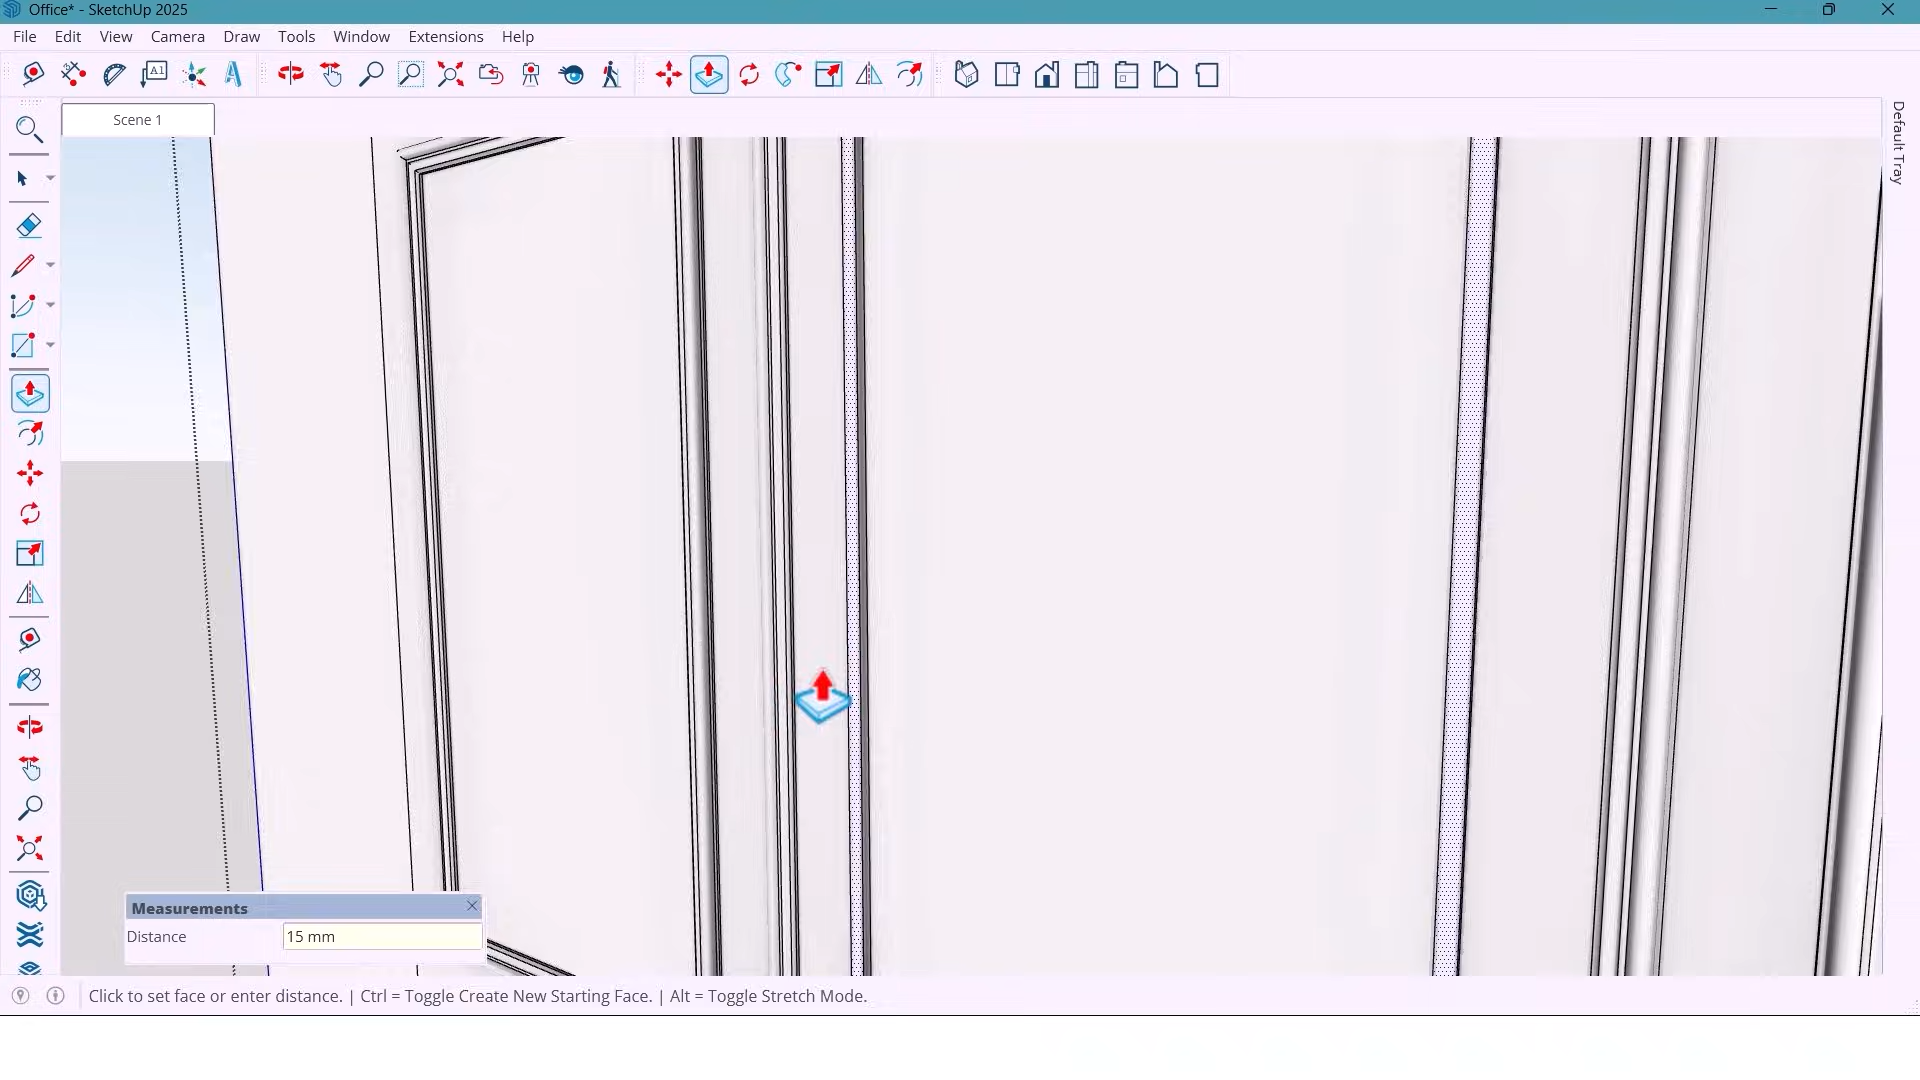 Office* - SketchUp 2025
File Edit View Camera Draw Tools Window Extensions Help
A1
Scene 1
Default Tray
Measurements
Distance 15 mm
Click to set face or enter distance. | Ctrl = Toggle Create New Starting Face. | Alt = Toggle Stretch Mode.